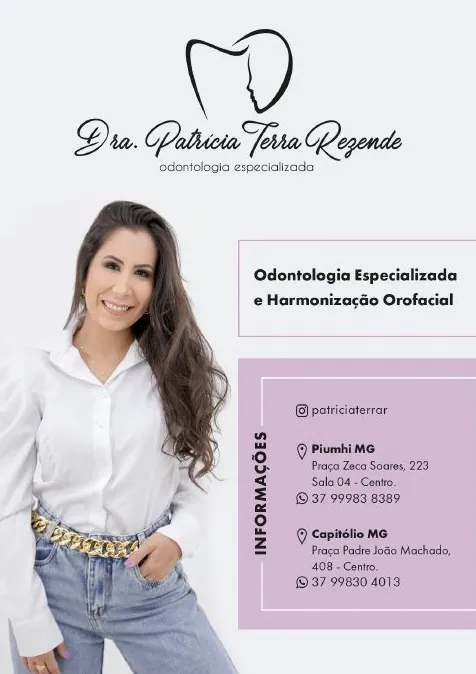 Dra. Patrícia Terra Rezende
odontologia especializada
Odontologia Especializada
e Harmonização Orofacial
INFORMAÇÕES
patriciaterrar
Piumhi MG
Praça Zeca Soares, 223
Sala 04 - Centro.
37 99983 8389
Capitólio MG
Praça Padre João Machado,
408 - Centro.
37 99830 4013